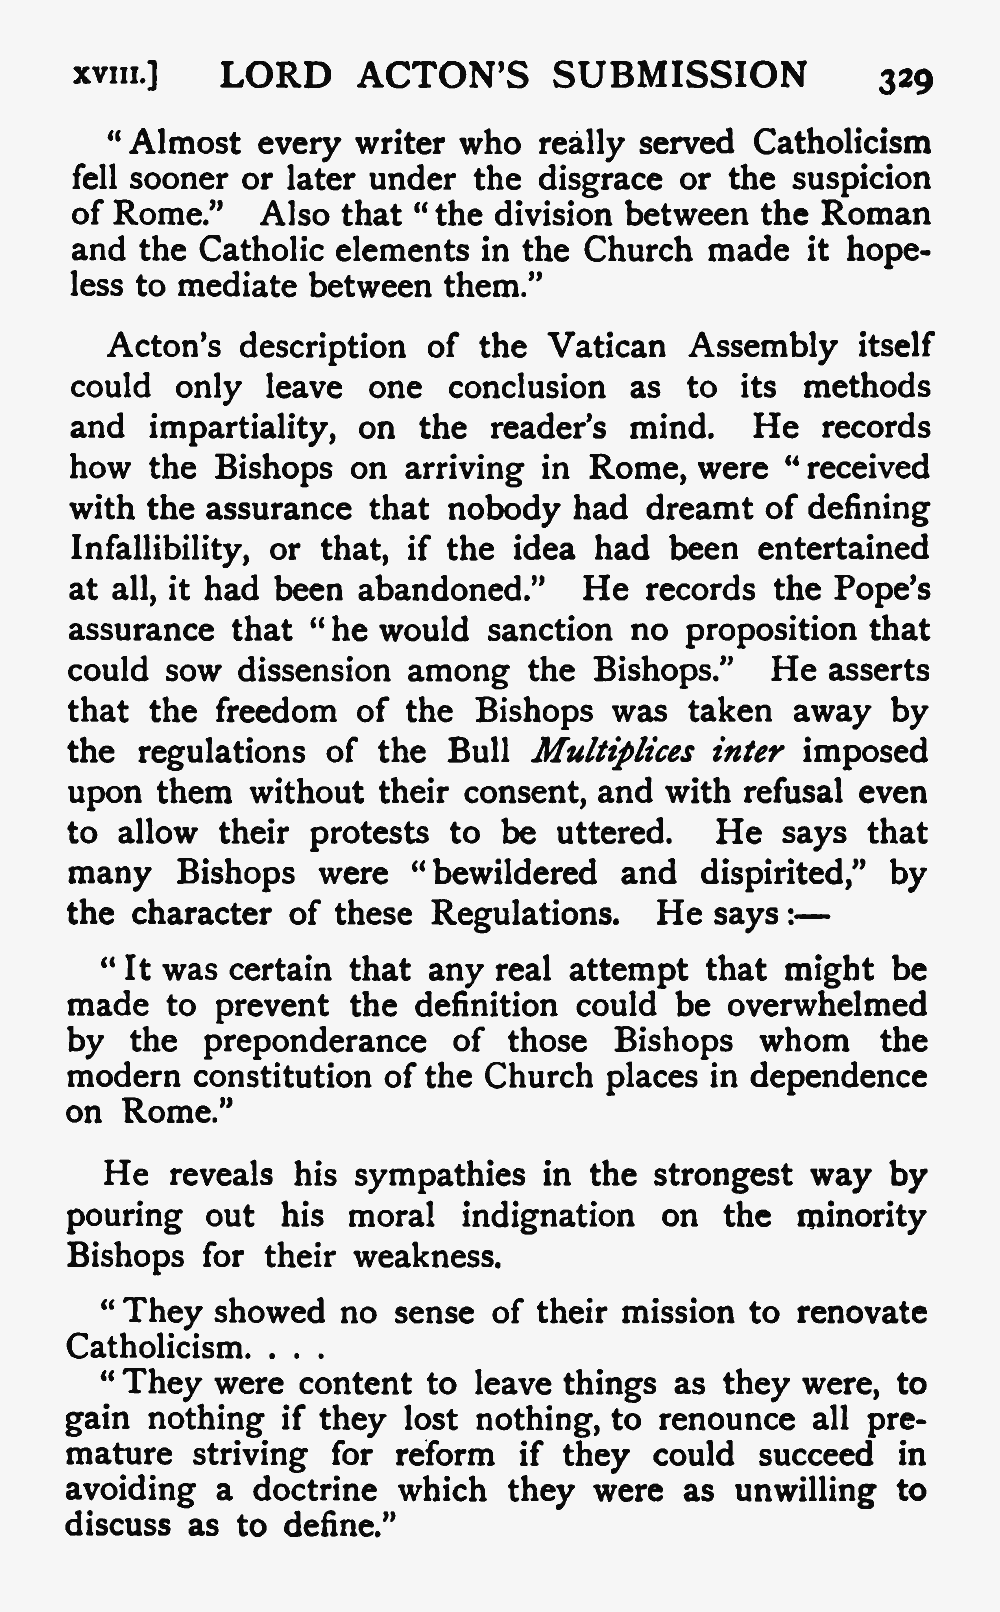 XVIII.] LORD ACTON'S SUBMISSION 329
“Almost every writer who really served Catholicism
fell sooner or later under the disgrace or the suspicion
of Rome.” Also that “the division between the Roman
and the Catholic elements in the Church made it hope-
less to mediate between them.”
Acton's description of the Vatican Assembly itself
could only leave one conclusion as to its methods
and impartiality, on the reader's mind. He records
how the Bishops on arriving in Rome, were “received
with the assurance that nobody had dreamt of defining
Infallibility, or that, if the idea had been entertained
at all, it had been abandoned.” He records the Pope's
assurance that “he would sanction no proposition that
could sow dissension among the Bishops.” He asserts
that the freedom of the Bishops was taken away by
the regulations of the Bull Multiplices inter imposed
upon them without their consent, and with refusal even
to allow their protests to be uttered. He says that
many Bishops were “bewildered and dispirited,” by
the character of these Regulations. He says:—
“It was certain that any real attempt that might be
made to prevent the definition could be overwhelmed
by the preponderance of those Bishops whom the
modern constitution of the Church places in dependence
on Rome.”
He reveals his sympathies in the strongest way by
pouring out his moral indignation on the minority
Bishops for their weakness.
“They showed no sense of their mission to renovate
Catholicism. . . .
“They were content to leave things as they were, to
gain nothing if they lost nothing, to renounce all pre-
mature striving for reform if they could succeed in
avoiding a doctrine which they were as unwilling to
discuss as to define.”